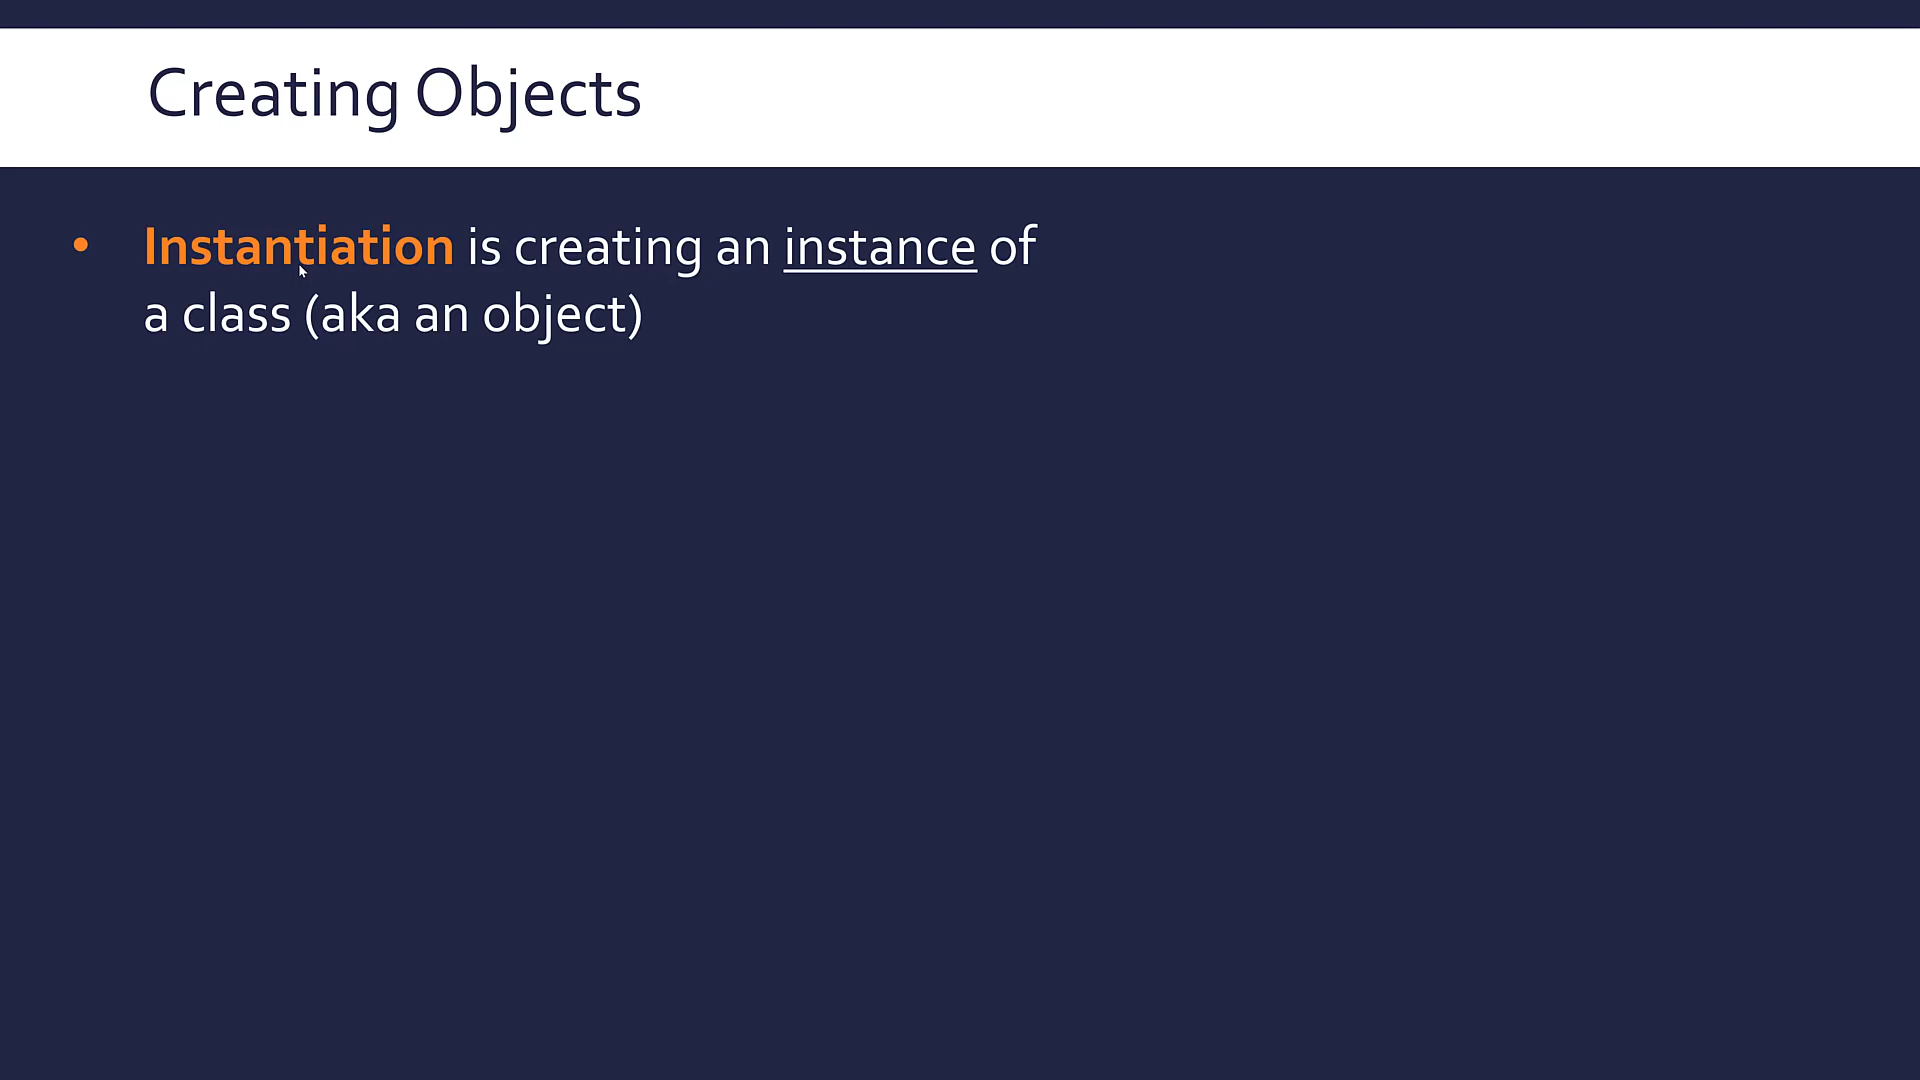 Creating Objects
• Instantiation is creating an instance of
a class (aka an object)